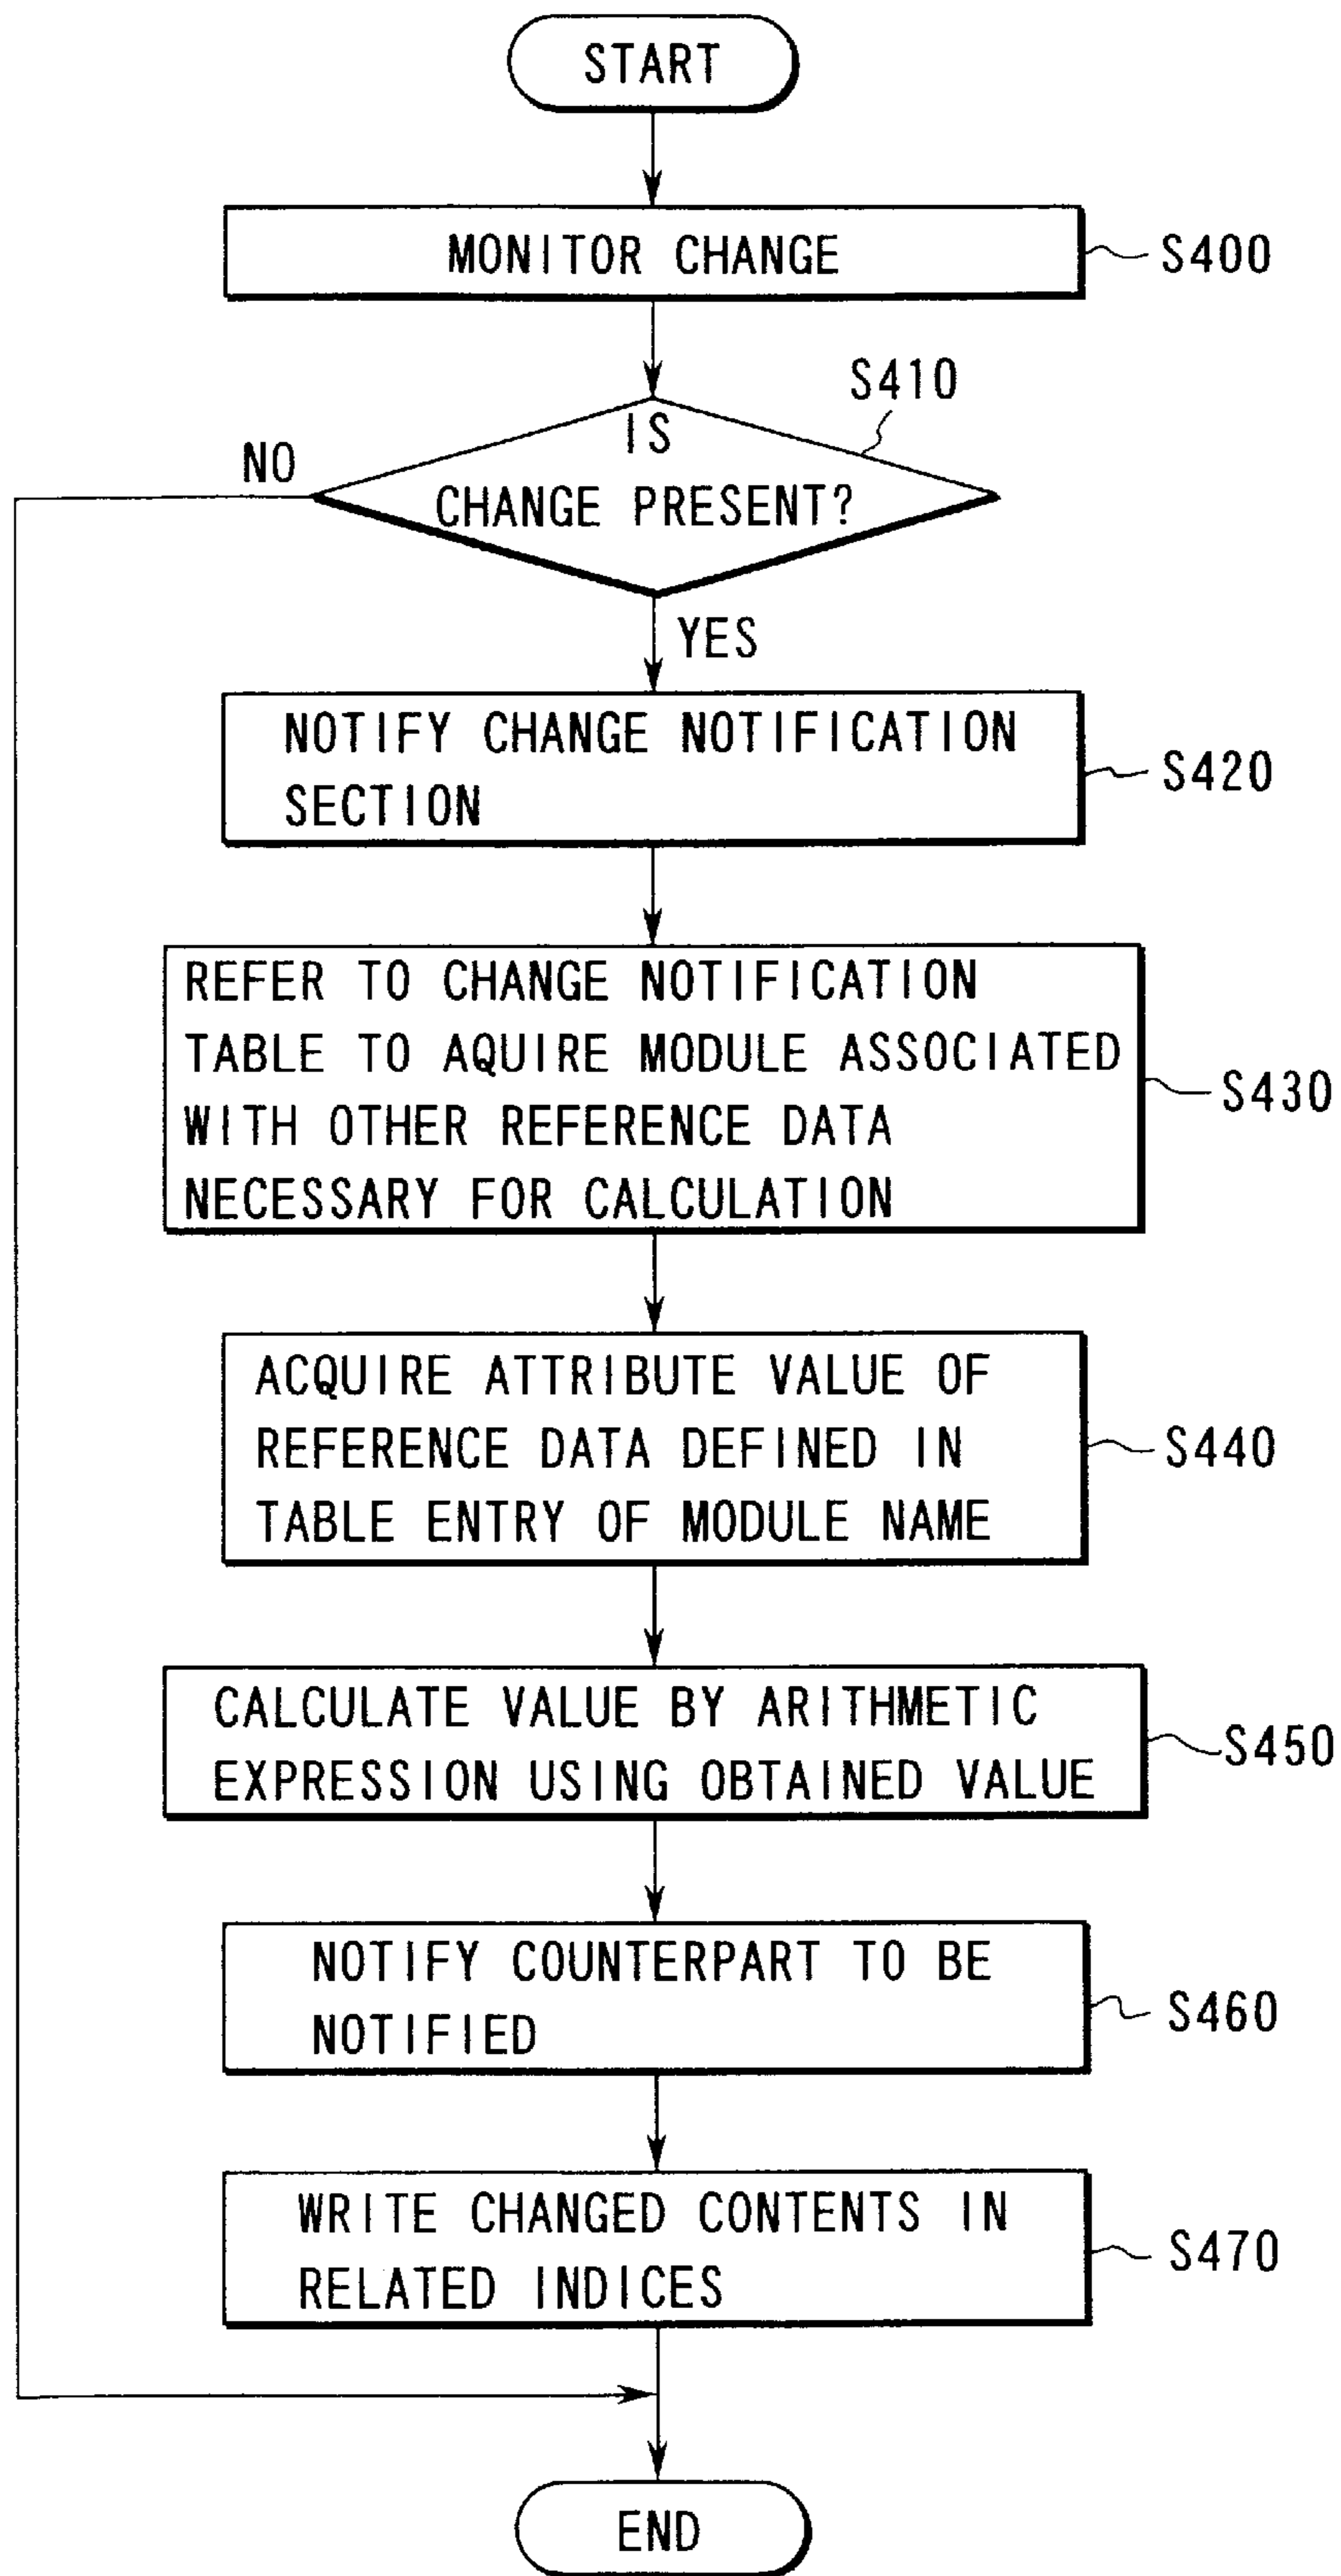 START
MONITOR CHANGE
S400
S410
IS
NO
CHANGE PRESENT?
YES
NOTIFY CHANGE NOTIFICATION
SECTION
S420
REFER TO CHANGE NOTIFICATION
TABLE TO AQUIRE MODULE ASSOCIATED
WITH OTHER REFERENCE DATA
NECESSARY FOR CALCULATION
S430
ACQUIRE ATTRIBUTE VALUE OF
REFERENCE DATA DEFINED IN
TABLE ENTRY OF MODULE NAME
S440
CALCULATE VALUE BY ARITHMETIC
EXPRESSION USING OBTAINED VALUE
S450
NOTIFY COUNTERPART TO BE
NOTIFIED
S460
WRITE CHANGED CONTENTS IN
RELATED INDICES
S470
END